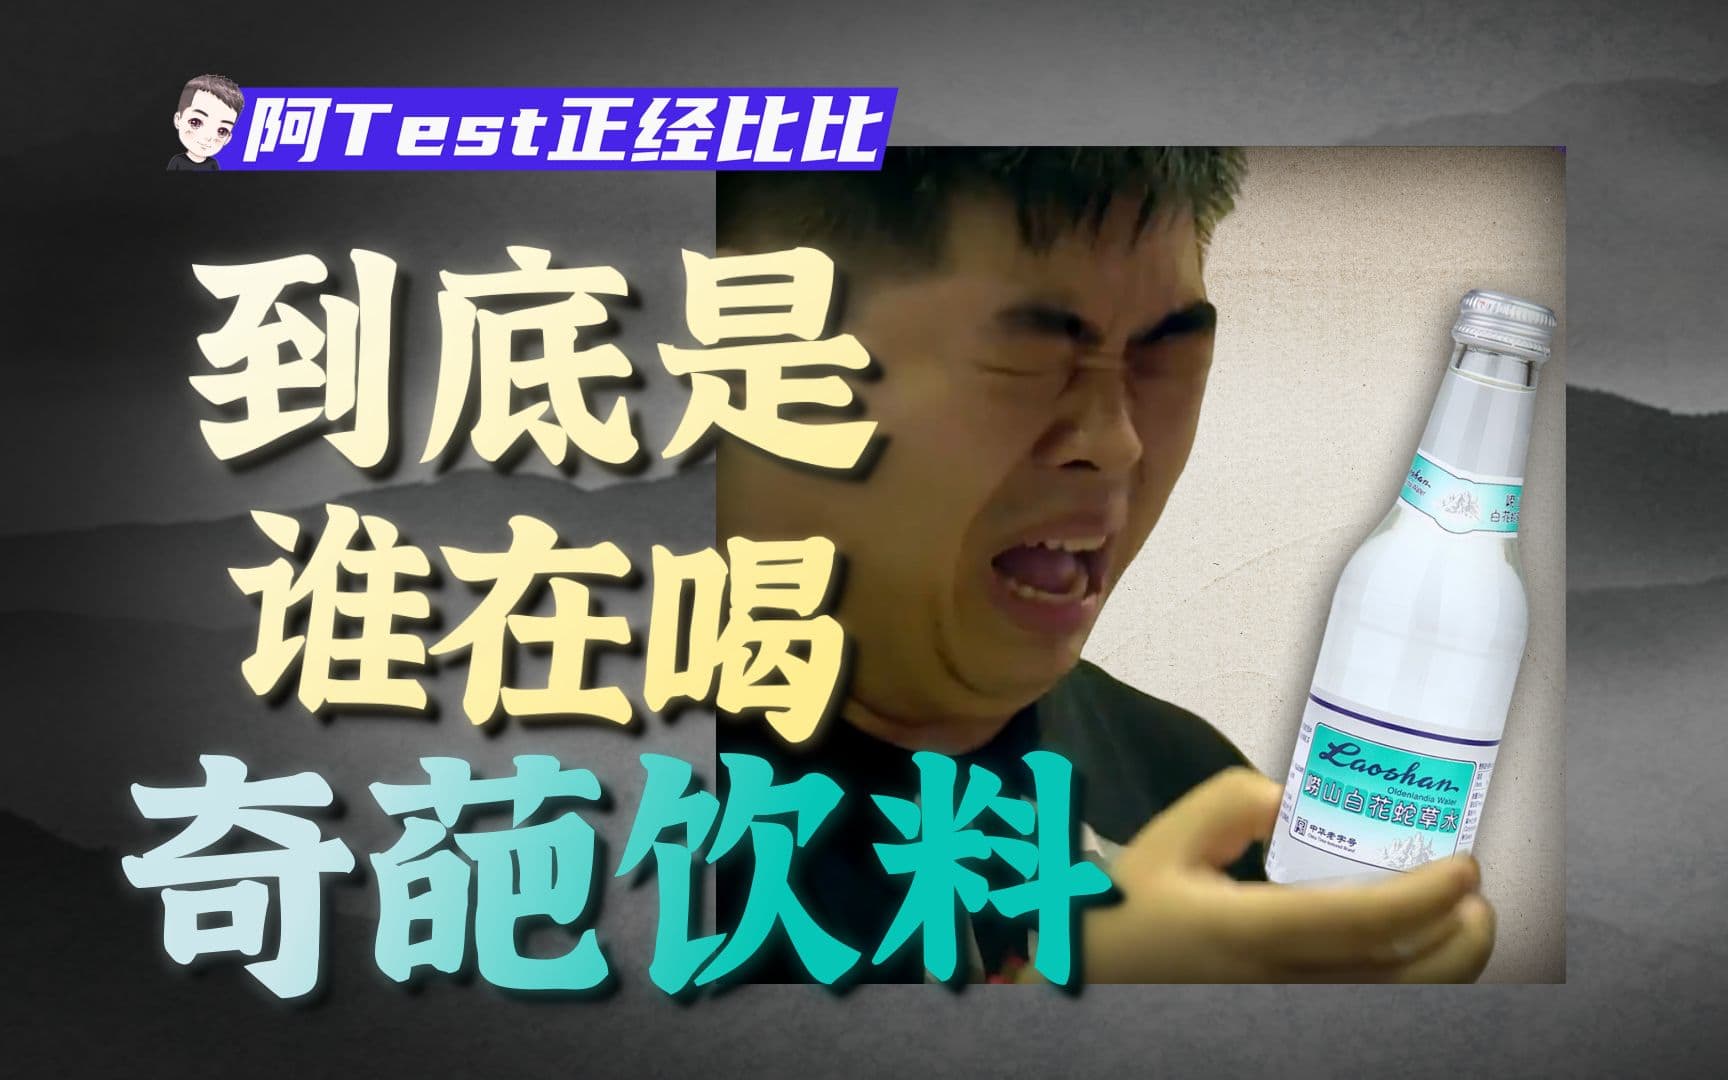 阿Test正经比比
到底是
谁在喝
奇葩饮料
Laoshan
Oldenlandia Water
崂山白花蛇草水
中华老字号